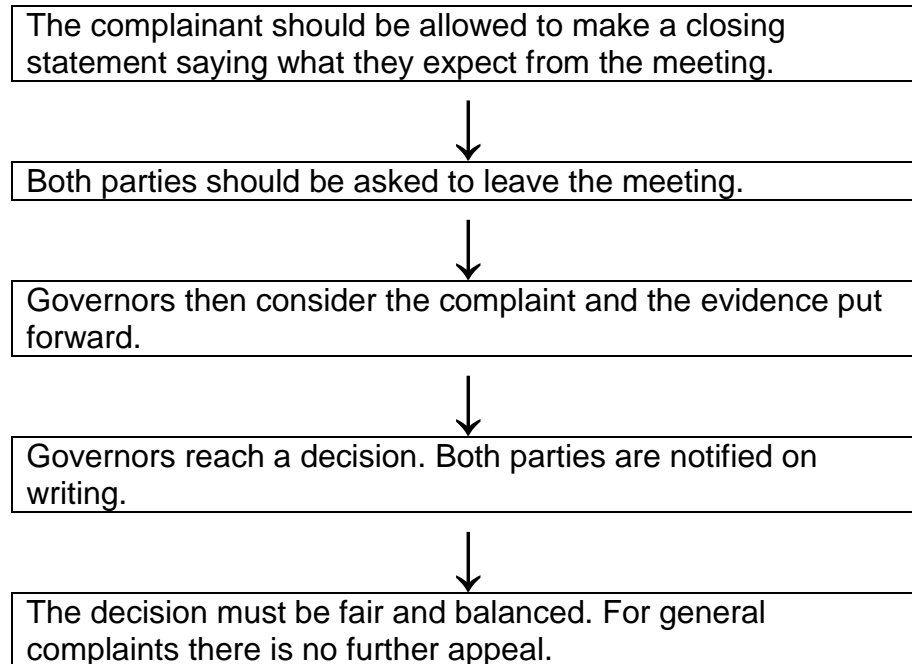 The complainant should be allowed to make a closing
statement saying what they expect from the meeting.
Both parties should be asked to leave the meeting.
Governors then consider the complaint and the evidence put
forward.
Governors reach a decision. Both parties are notified on
writing.
The decision must be fair and balanced. For general
complaints there is no further appeal.